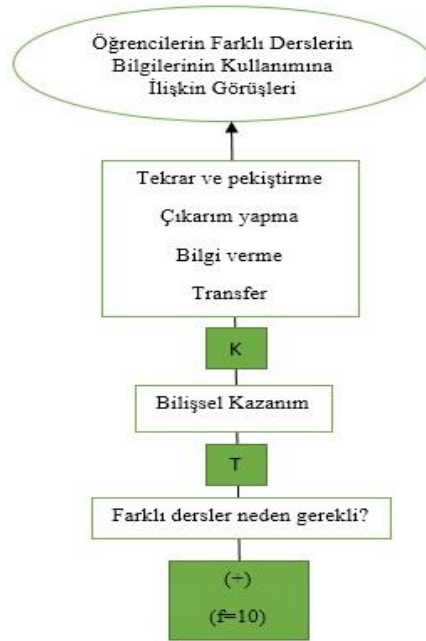 Öğrencilerin Farklı Derslerin
Bilgilerinin Kullanımına
İlişkin Görüşleri
Tekrar ve pekiştirme
Çıkarım yapma
Bilgi verme
Transfer
K
Bilişsel Kazanım
T
Farklı dersler neden gerekli?
(+)
(f=10)